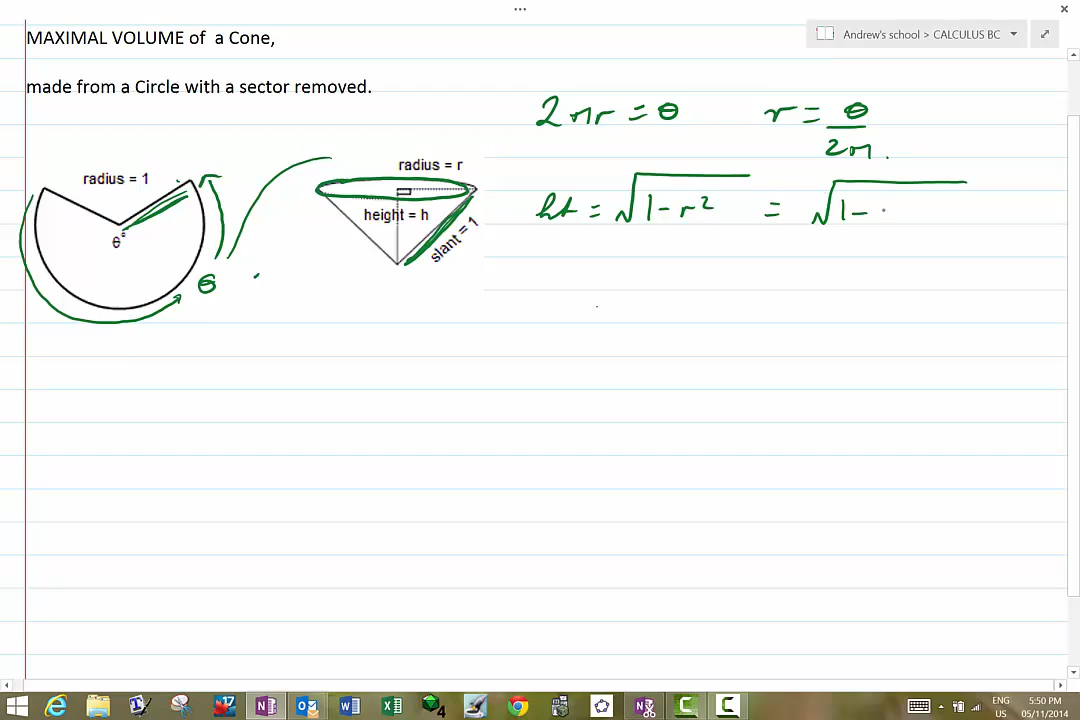 ...
Andrew's school > CALCULUS BC
MAXIMAL VOLUME of a Cone,
made from a Circle with a sector removed.
2πr = θ
r = θ
2π.
radius = 1
radius = r
ht = √1-r² = √1-
height = h
slant = 1
θ°
θ
4
ENG
US
5:50 PM
05/11/2014